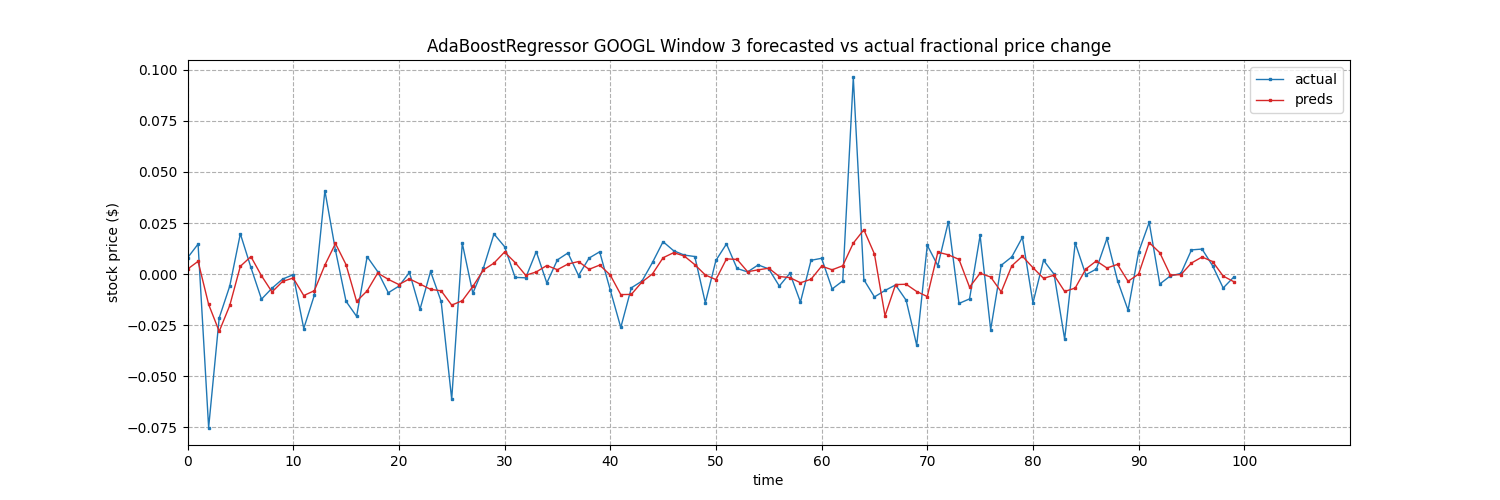 AdaBoostRegressor GOOGL Window 3 forecasted vs actual fractional price change
0.100
0.075
0.050
0.025
0.000
−0.025
−0.050
−0.075
stock price ($)
actual
preds
0 10 20 30 40 50 60 70 80 90 100
time